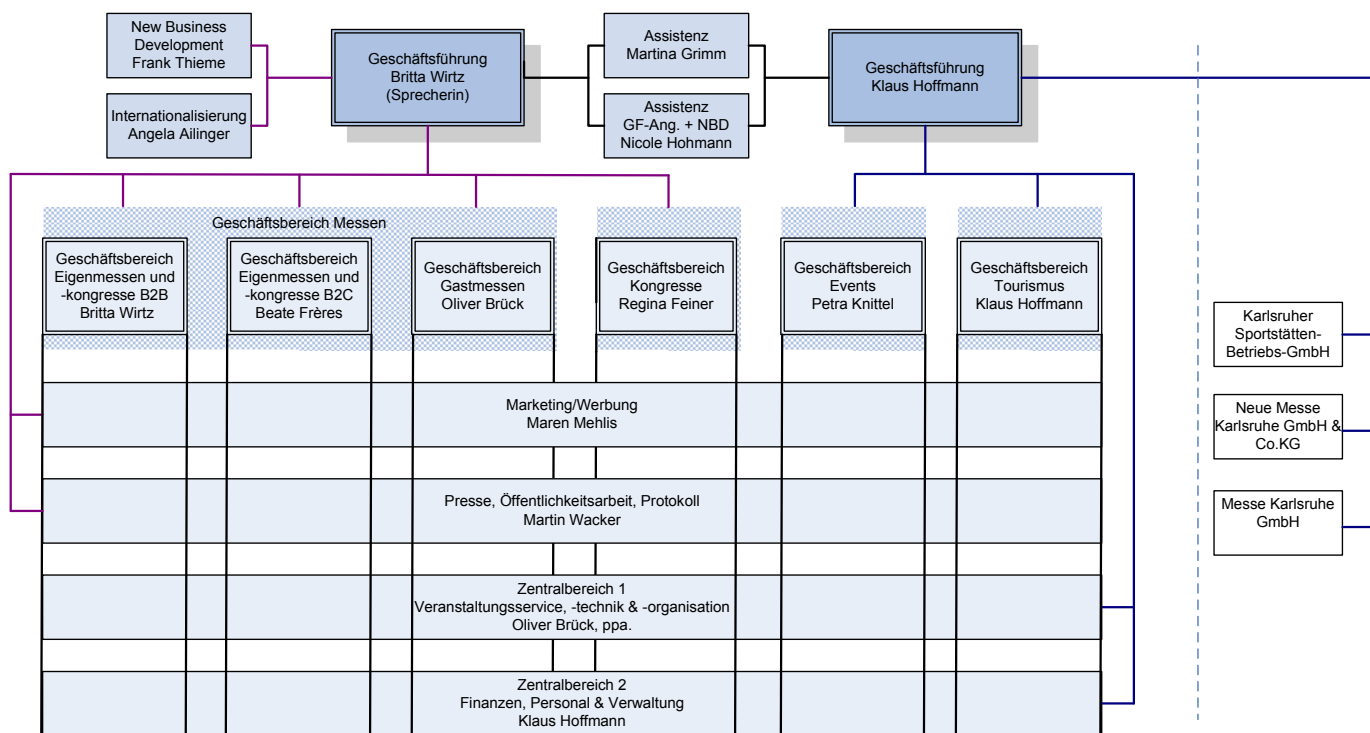 New Business
Development
Frank Thieme
Internationalisierung
Angela Ailinger
Geschäftsführung
Britta Wirtz
(Sprecherin)
Assistenz
Martina Grimm
Assistenz
GF-Ang. + NBD
Nicole Hohmann
Geschäftsführung
Klaus Hoffmann
Geschäftsbereich Messen
Geschäftsbereich
Eigenmessen und
-kongresse B2B
Britta Wirtz
Geschäftsbereich
Eigenmessen und
-kongresse B2C
Beate Frères
Geschäftsbereich
Gastmessen
Oliver Brück
Geschäftsbereich
Kongresse
Regina Feiner
Geschäftsbereich
Events
Petra Knittel
Geschäftsbereich
Tourismus
Klaus Hoffmann
Marketing/Werbung
Maren Mehlis
Presse, Öffentlichkeitsarbeit, Protokoll
Martin Wacker
Zentralbereich 1
Veranstaltungsservice, -technik & -organisation
Oliver Brück, ppa.
Zentralbereich 2
Finanzen, Personal & Verwaltung
Klaus Hoffmann
Karlsruher
Sportstätten-
Betriebs-GmbH
Neue Messe
Karlsruhe GmbH &
Co.KG
Messe Karlsruhe
GmbH